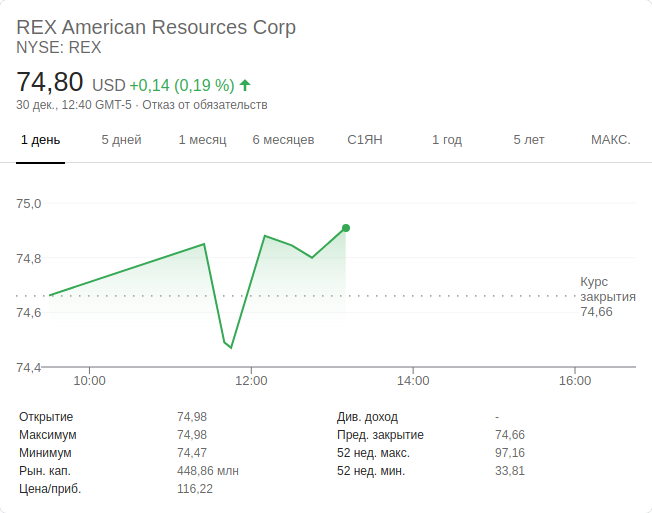 REX American Resources Corp
NYSE: REX
74,80 USD +0,14 (0,19 %)
30 дек., 12:40 GMT-5 · Отказ от обязательств
1 день 5 дней 1 месяц 6 месяцев С1ЯН 1 год 5 лет МАКС.
75,0
74,8
74,6
74,4
Курс
закрытия
74,66
10:00 12:00 14:00 16:00
Открытие 74,98 Див. доход -
Максимум 74,98 Пред. закрытие 74,66
Минимум 74,47 52 нед. макс. 97,16
Рын. кап. 448,86 млн 52 нед. мин. 33,81
Цена/приб. 116,22